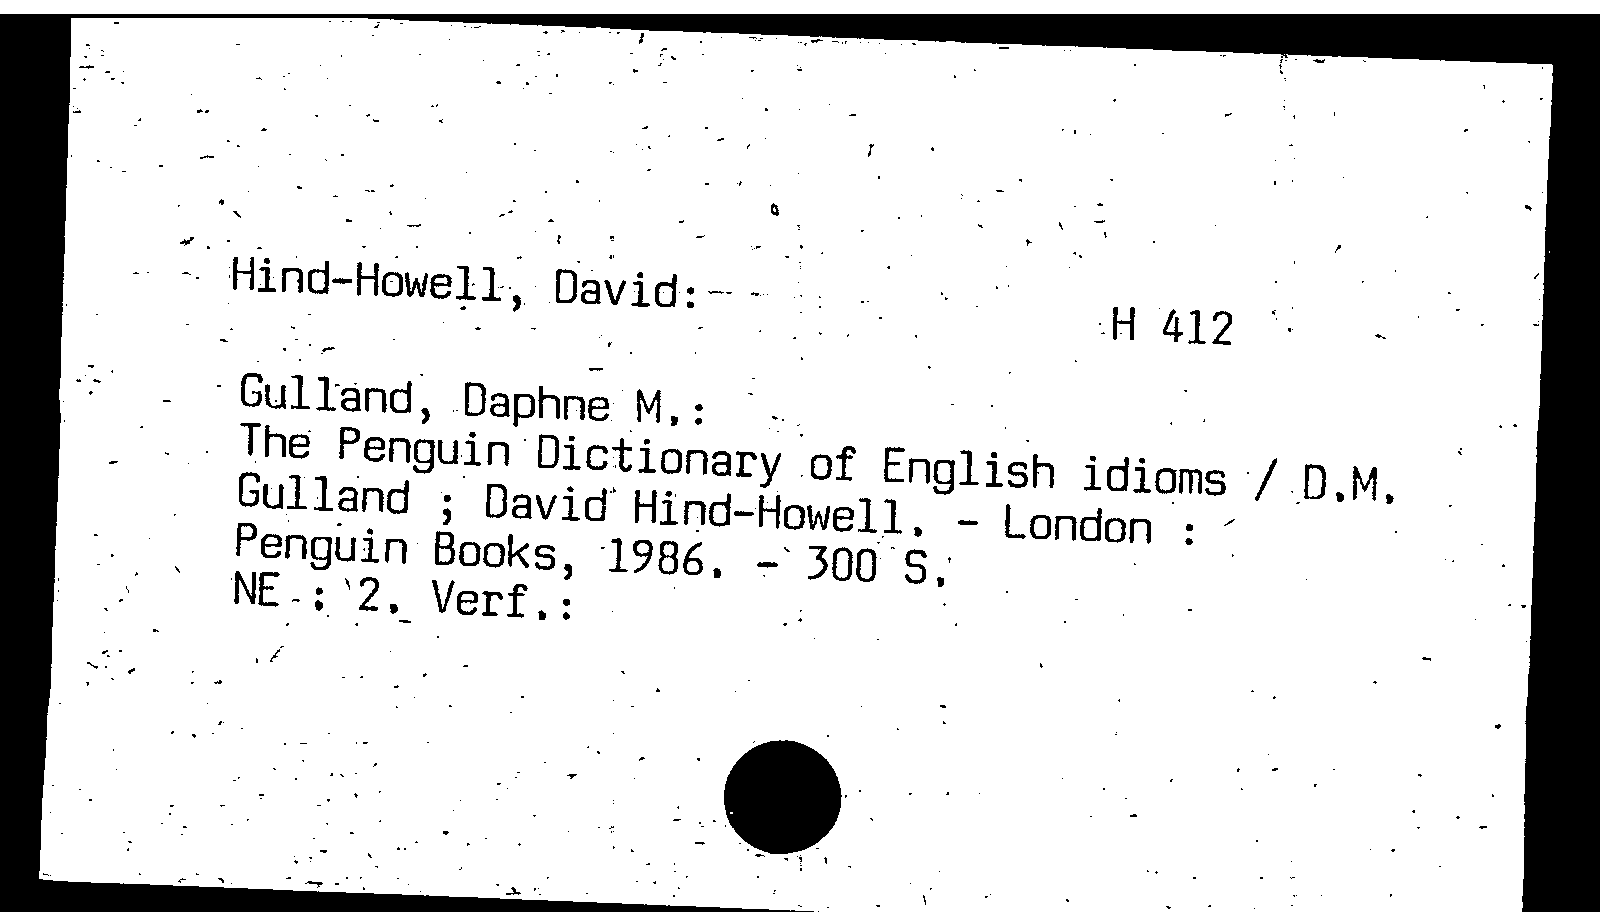 Hind-Howell, David:
H 412
Gulland, Daphne M.:
The Penguin Dictionary of English idioms / D.M.
Gulland ; David Hind-Howell. - London :
Penguin Books, 1986. - 300 S.
NE : 2. Verf.: